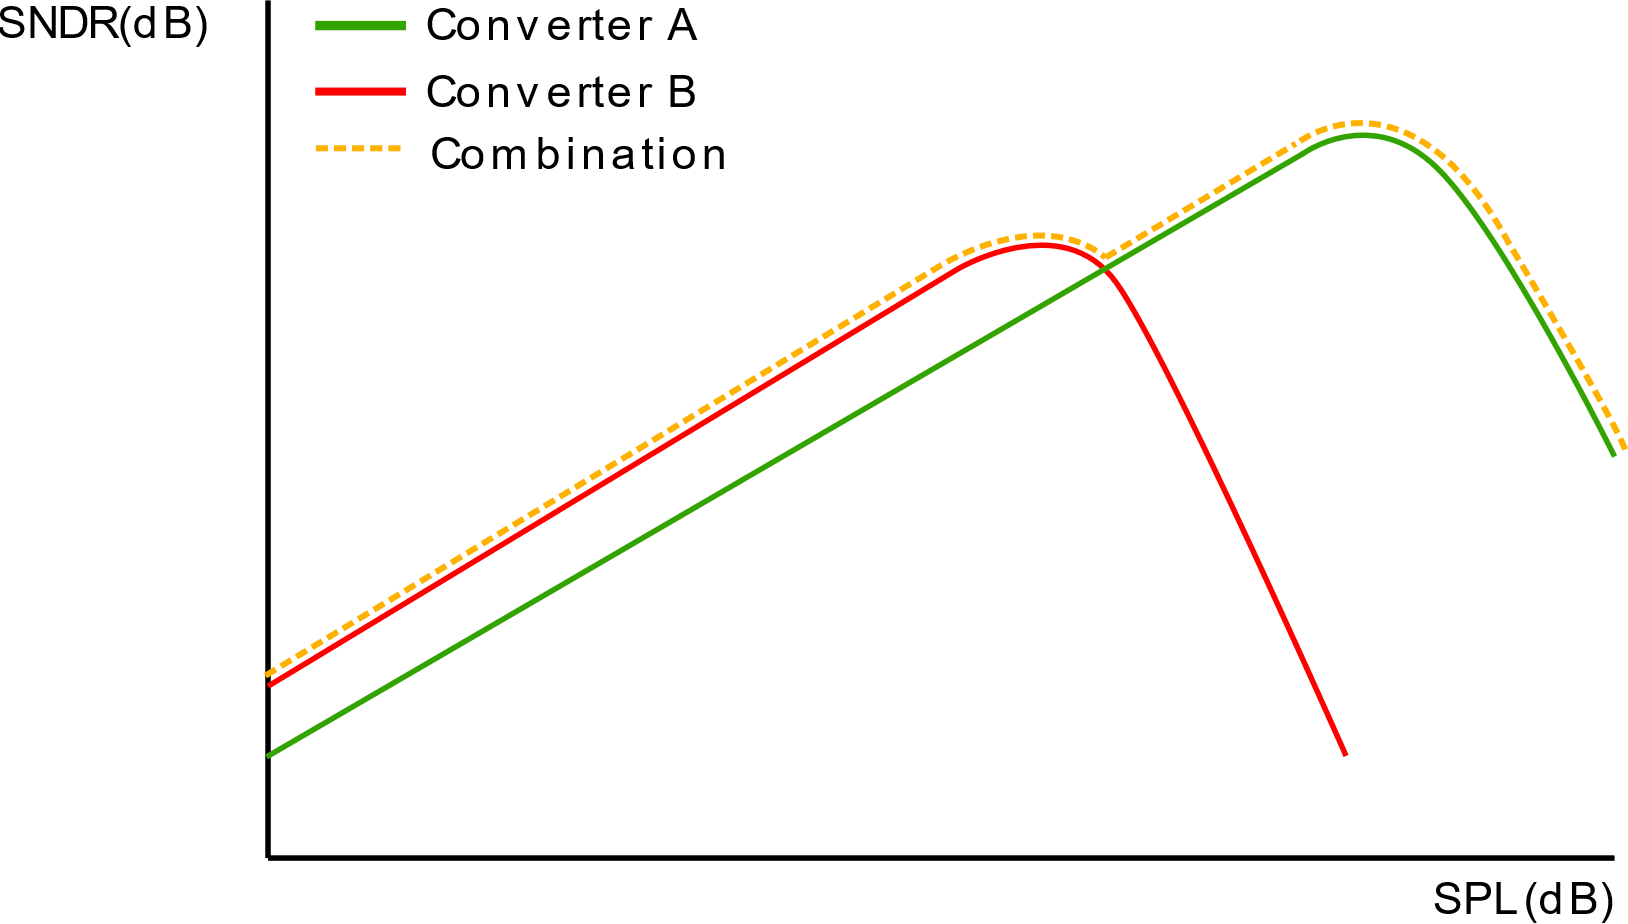 SNDR(dB)
Converter A
Converter B
Combination
SPL(dB)